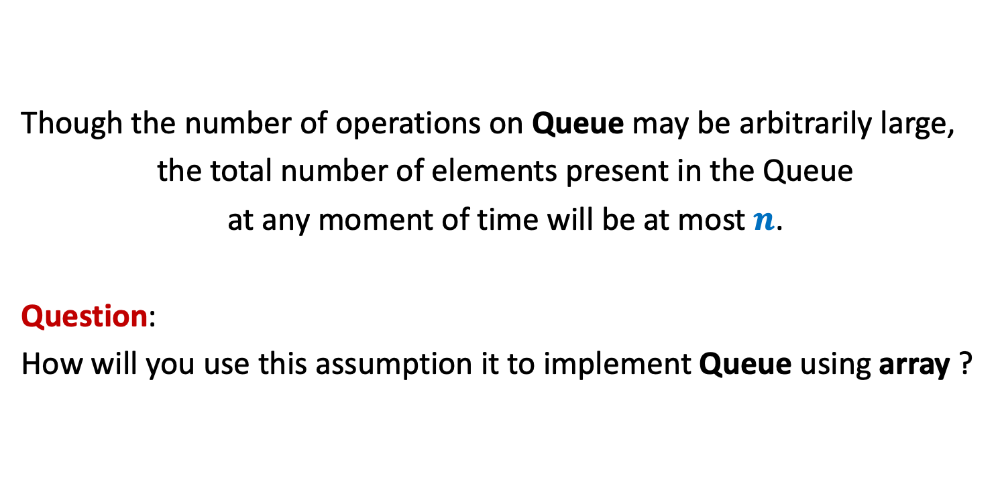 Though the number of operations on Queue may be arbitrarily large,
the total number of elements present in the Queue
at any moment of time will be at most n.
Question:
How will you use this assumption it to implement Queue using array ?